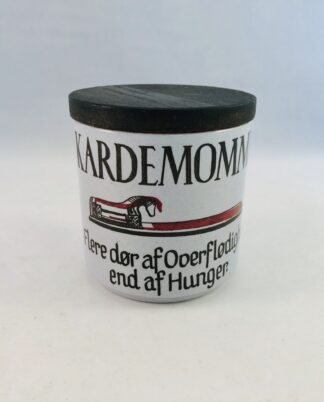 KARDEMOMM
Flere dør af Overflødigh
end af Hunger.